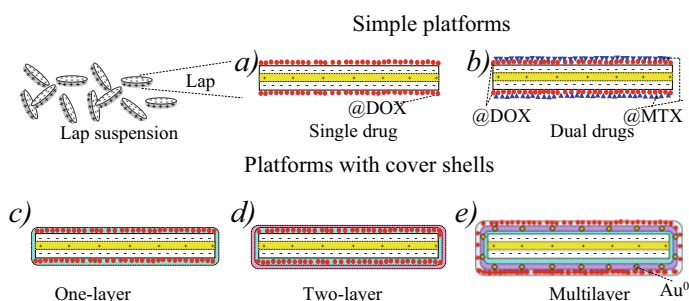 Simple platforms
a)
b)
Lap
@DOX
@DOX
@MTX
Lap suspension
Single drug
Dual drugs
Platforms with cover shells
c)
d)
e)
Au⁰
One-layer
Two-layer
Multilayer